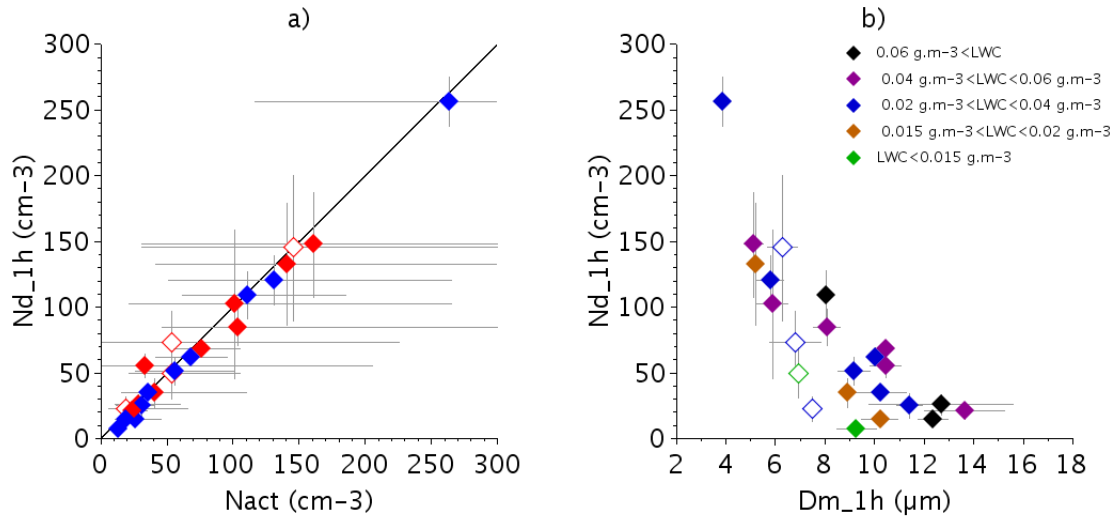 a)
300
250
200
150
100
50
0
Nd_1h (cm-3)
0
50
100
150
200
250
300
Nact (cm-3)
b)
300
250
200
150
100
50
0
Nd_1h (cm-3)
0.06 g.m-3<LWC
0.04 g.m-3<LWC<0.06 g.m-3
0.02 g.m-3<LWC<0.04 g.m-3
0.015 g.m-3<LWC<0.02 g.m-3
LWC<0.015 g.m-3
2
4
6
8
10
12
14
16
18
Dm_1h (µm)